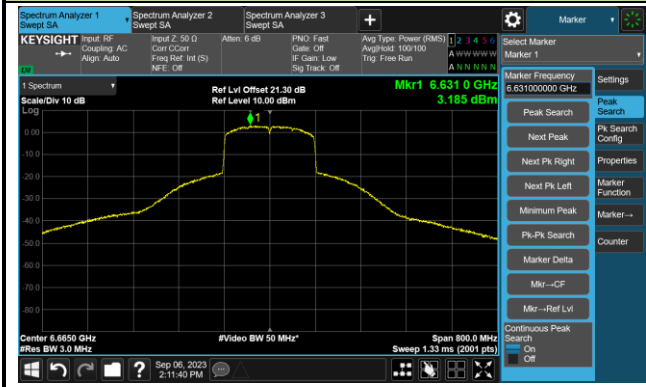 Spectrum Analyzer 1
Swept SA
Spectrum Analyzer 2
Swept SA
Spectrum Analyzer 3
Swept SA
+
Marker
KEYSIGHT
Input: RF
Coupling: AC
Align: Auto
Input Z: 50 Ω
Corr CCorr
Freq Ref: Int (S)
NFE: Off
Atten: 6 dB
PNO: Fast
Gate: Off
IF Gain: Low
Sig Track: Off
Avg Type: Power (RMS)
Avg|Hold: 100/100
Trig: Free Run
1 2 3 4 5 6
A W W W W W
A N N N N N
Select Marker
Marker 1
1 Spectrum
Scale/Div 10 dB
Log
Ref Lvl Offset 21.30 dB
Ref Level 10.00 dBm
Mkr1 6.631 0 GHz
3.185 dBm
1
0.00
-10.0
-20.0
-30.0
-40.0
-50.0
-60.0
-70.0
-80.0
Center 6.6650 GHz
#Res BW 3.0 MHz
#Video BW 50 MHz*
Span 800.0 MHz
Sweep 1.33 ms (2001 pts)
Marker Frequency
6.631000000 GHz
Peak Search
Next Peak
Next Pk Right
Next Pk Left
Minimum Peak
Pk-Pk Search
Marker Delta
Mkr→CF
Mkr→Ref Lvl
Continuous Peak
Search
On
Off
Settings
Peak
Search
Pk Search
Config
Properties
Marker
Function
Marker→
Counter
?
Sep 06, 2023
2:11:40 PM